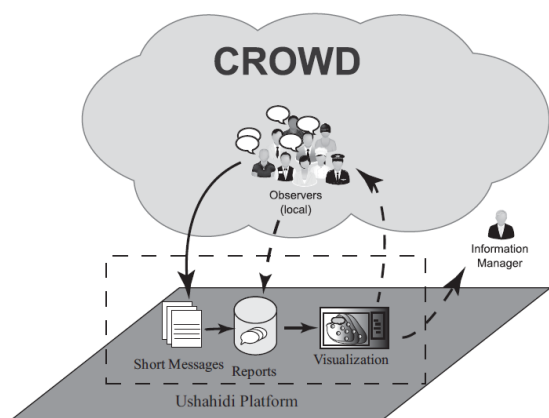 CROWD
Observers
(local)
Information
Manager
Short Messages
Reports
Visualization
Ushahidi Platform